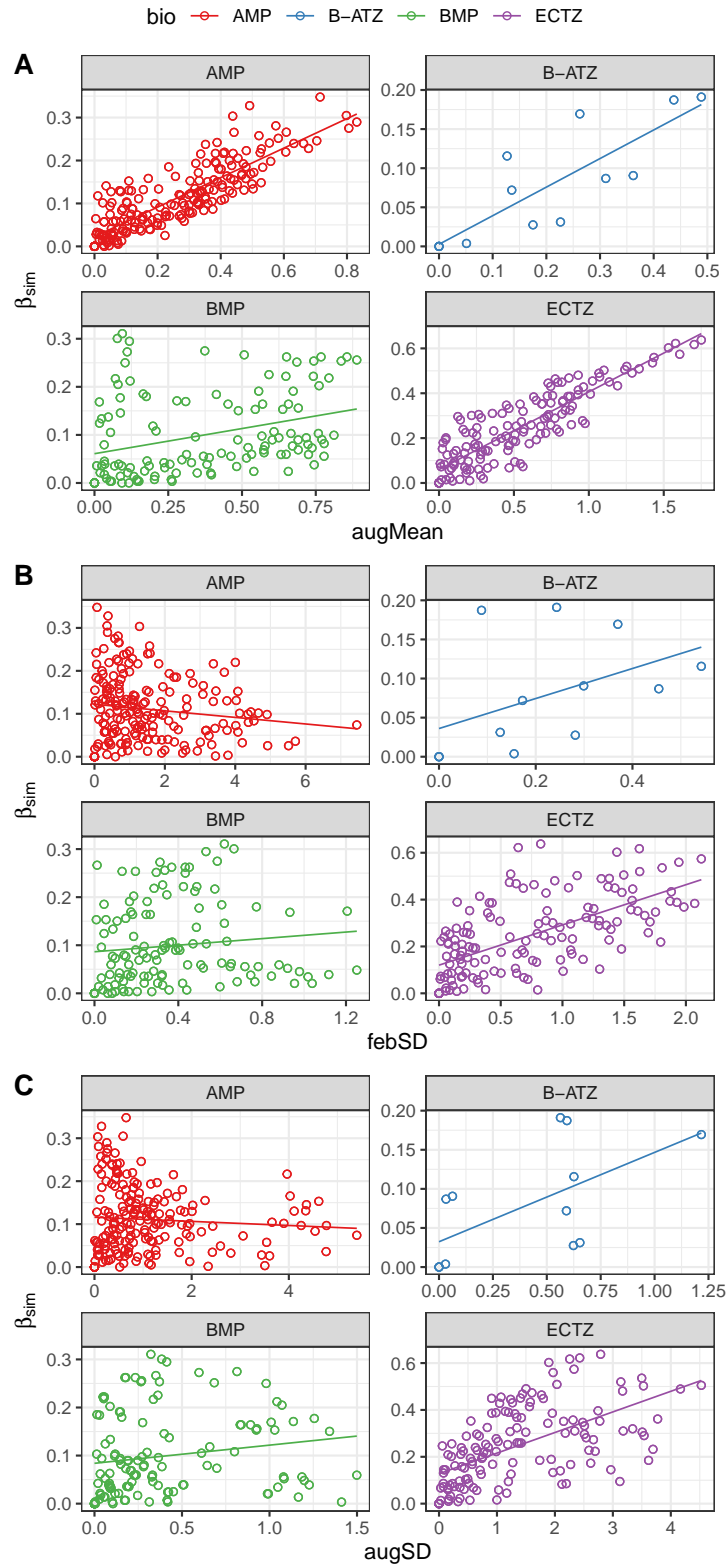 bio AMP B−ATZ BMP ECTZ
A
AMP B−ATZ
0.3 0.2 0.1 0.0
0.20 0.15 0.10 0.05 0.00
0.0 0.2 0.4 0.6 0.8
0.0 0.1 0.2 0.3 0.4 0.5
βsim
BMP ECTZ
0.3 0.2 0.1 0.0
0.6 0.4 0.2 0.0
0.00 0.25 0.50 0.75
0.0 0.5 1.0 1.5
augMean
B
AMP B−ATZ
0.3 0.2 0.1 0.0
0.20 0.15 0.10 0.05 0.00
0 2 4 6
0.0 0.2 0.4
βsim
BMP ECTZ
0.3 0.2 0.1 0.0
0.6 0.4 0.2 0.0
0.0 0.4 0.8 1.2
0.0 0.5 1.0 1.5 2.0
febSD
C
AMP B−ATZ
0.3 0.2 0.1 0.0
0.20 0.15 0.10 0.05 0.00
0 2 4
0.00 0.25 0.50 0.75 1.00 1.25
βsim
BMP ECTZ
0.3 0.2 0.1 0.0
0.6 0.4 0.2 0.0
0.0 0.5 1.0 1.5
0 1 2 3 4
augSD